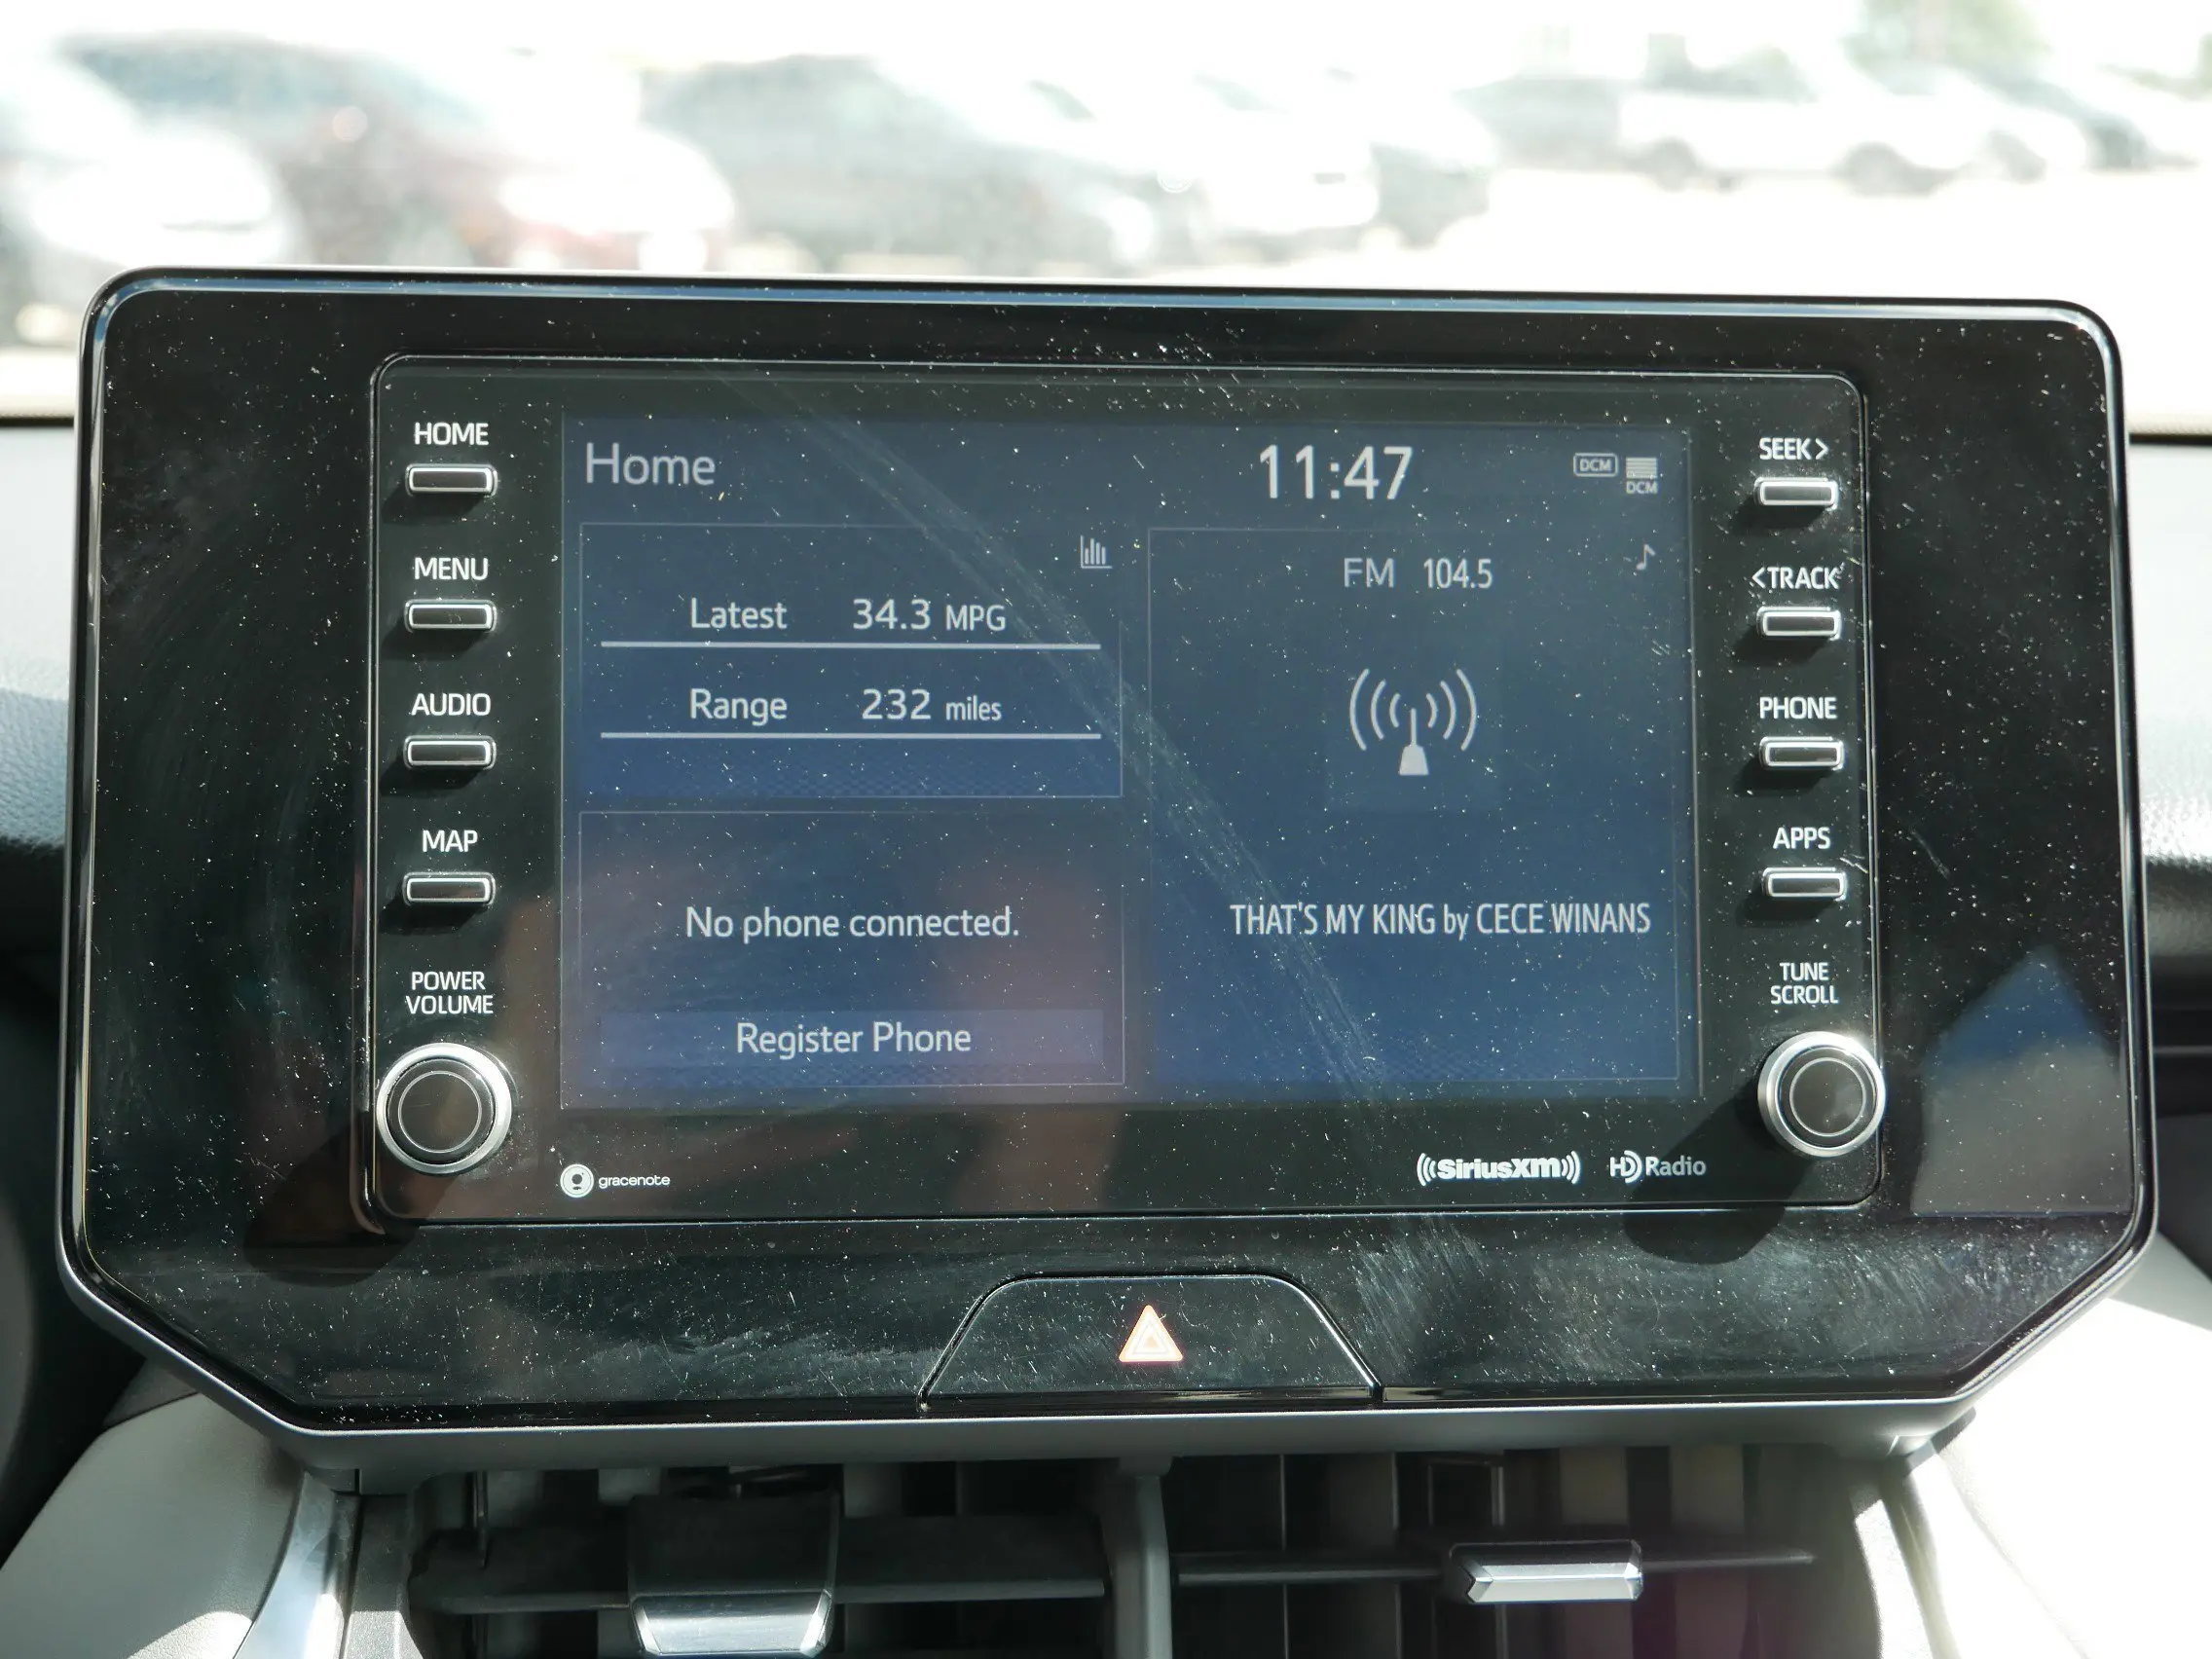 HOME
MENU
AUDIO
MAP
POWER
VOLUME
Home
11:47
DCM
DCM
Latest 34.3 MPG
Range 232 miles
No phone connected.
Register Phone
FM 104.5
THAT'S MY KING by CECE WINANS
SEEK>
<TRACK
PHONE
APPS
TUNE
SCROLL
gracenote
((SiriusXM))
HD Radio